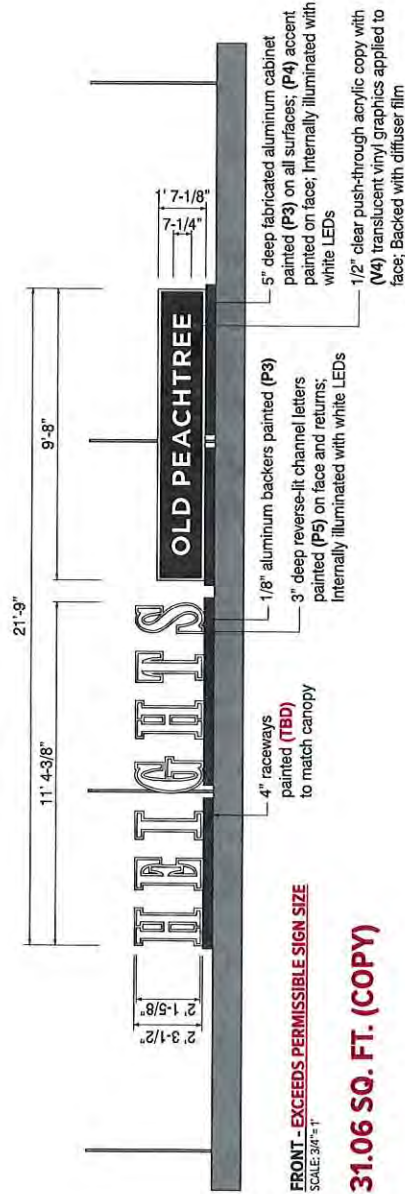 21'-9"
11' 4-3/8"
9'-8"
1' 7-1/8"
7-1/4"
2' 3-1/2"
2' 1-5/8"
HEIGHTS
OLD PEACHTREE
4" raceways
painted (TBD)
to match canopy
1/8" aluminum backers painted (P3)
3" deep reverse-lit channel letters
painted (P5) on face and returns;
Internally illuminated with white LEDs
5" deep fabricated aluminum cabinet
painted (P3) on all surfaces; (P4) accent
painted on face; Internally illuminated with
white LEDs
1/2" clear push-through acrylic copy with
(V4) translucent vinyl graphics applied to
face; Backed with diffuser film
FRONT - EXCEEDS PERMISSIBLE SIGN SIZE
SCALE: 3/4"= 1'
31.06 SQ. FT. (COPY)